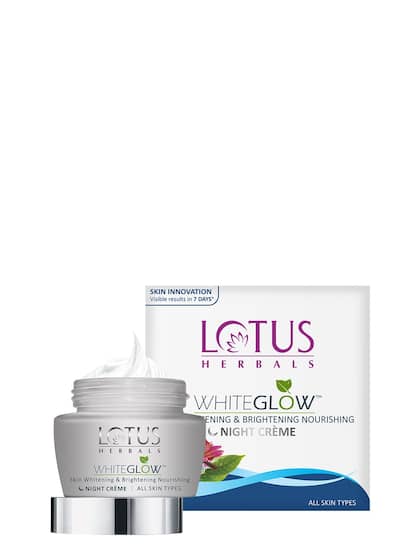 SKIN INNOVATION
Visible results in 7 DAYS*
LOTUS
HERBALS
WHITEGLOW™
ENING & BRIGHTENING NOURISHING
NIGHT CRÈME
ALL SKIN TYPES
LOTUS
HERBALS
WHITEGLOW™
Skin Whitening & Brightening Nourishing
NIGHT CRÈME | ALL SKIN TYPES